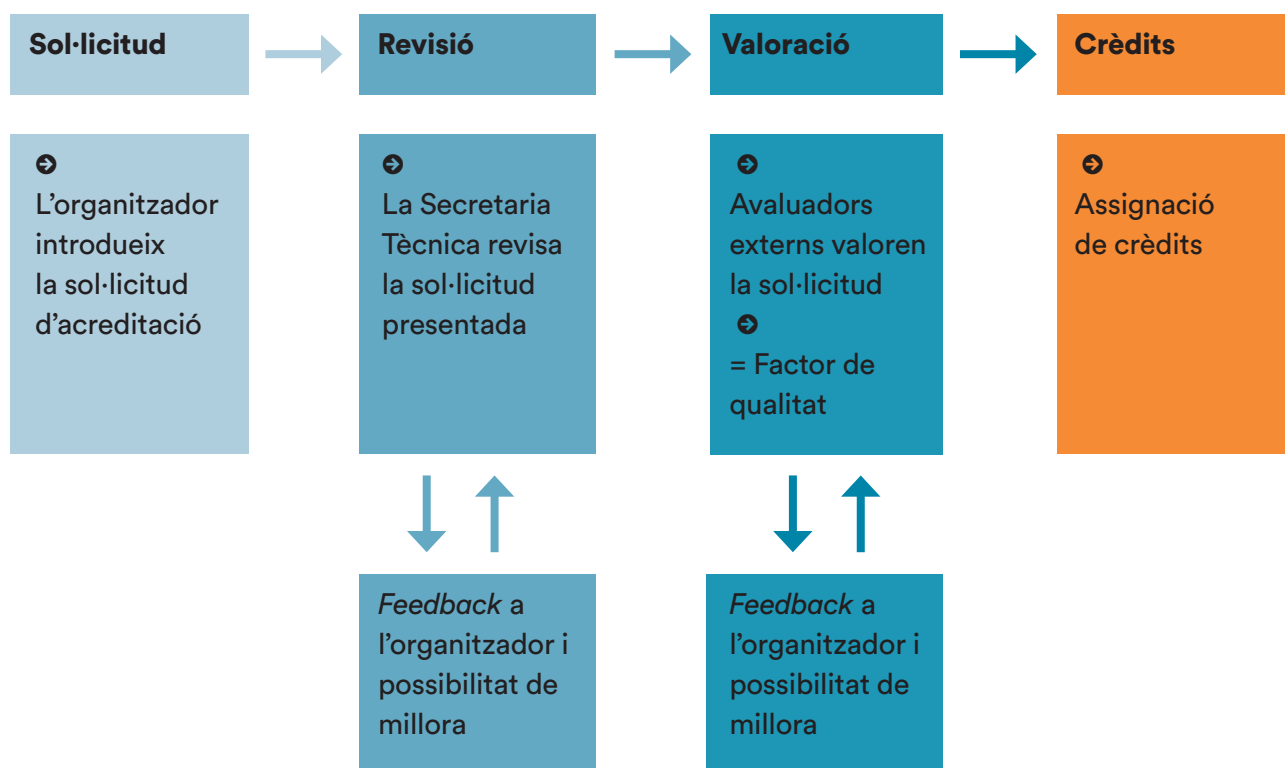 Sol·licitud
Revisió
Valoració
Crèdits
L’organitzador
introdueix
la sol·licitud
d’acreditació
La Secretaria
Tècnica revisa
la sol·licitud
presentada
Avaluadors
externs valoren
la sol·licitud
= Factor de
qualitat
Assignació
de crèdits
Feedback a
l’organitzador i
possibilitat de
millora
Feedback a
l’organitzador i
possibilitat de
millora